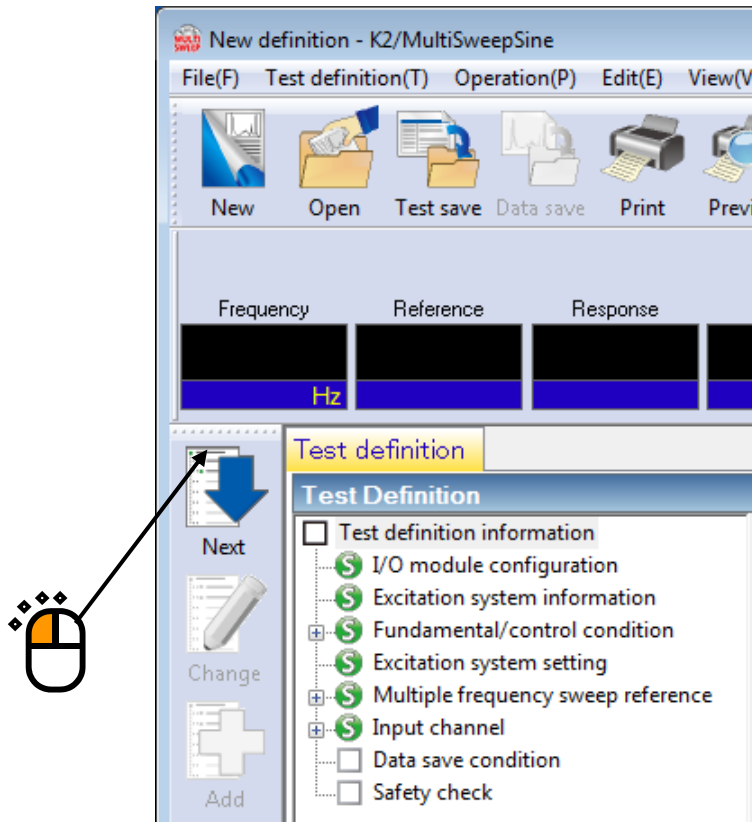 New definition - K2/MultiSweepSine
File(F) Test definition(T) Operation(P) Edit(E) View(V
New Open Test save Data save Print Previ
Frequency Reference Response
Hz
Test definition
Test Definition
Test definition information
S I/O module configuration
S Excitation system information
S Fundamental/control condition
S Excitation system setting
S Multiple frequency sweep reference
S Input channel
Data save condition
Safety check
Next
Change
Add